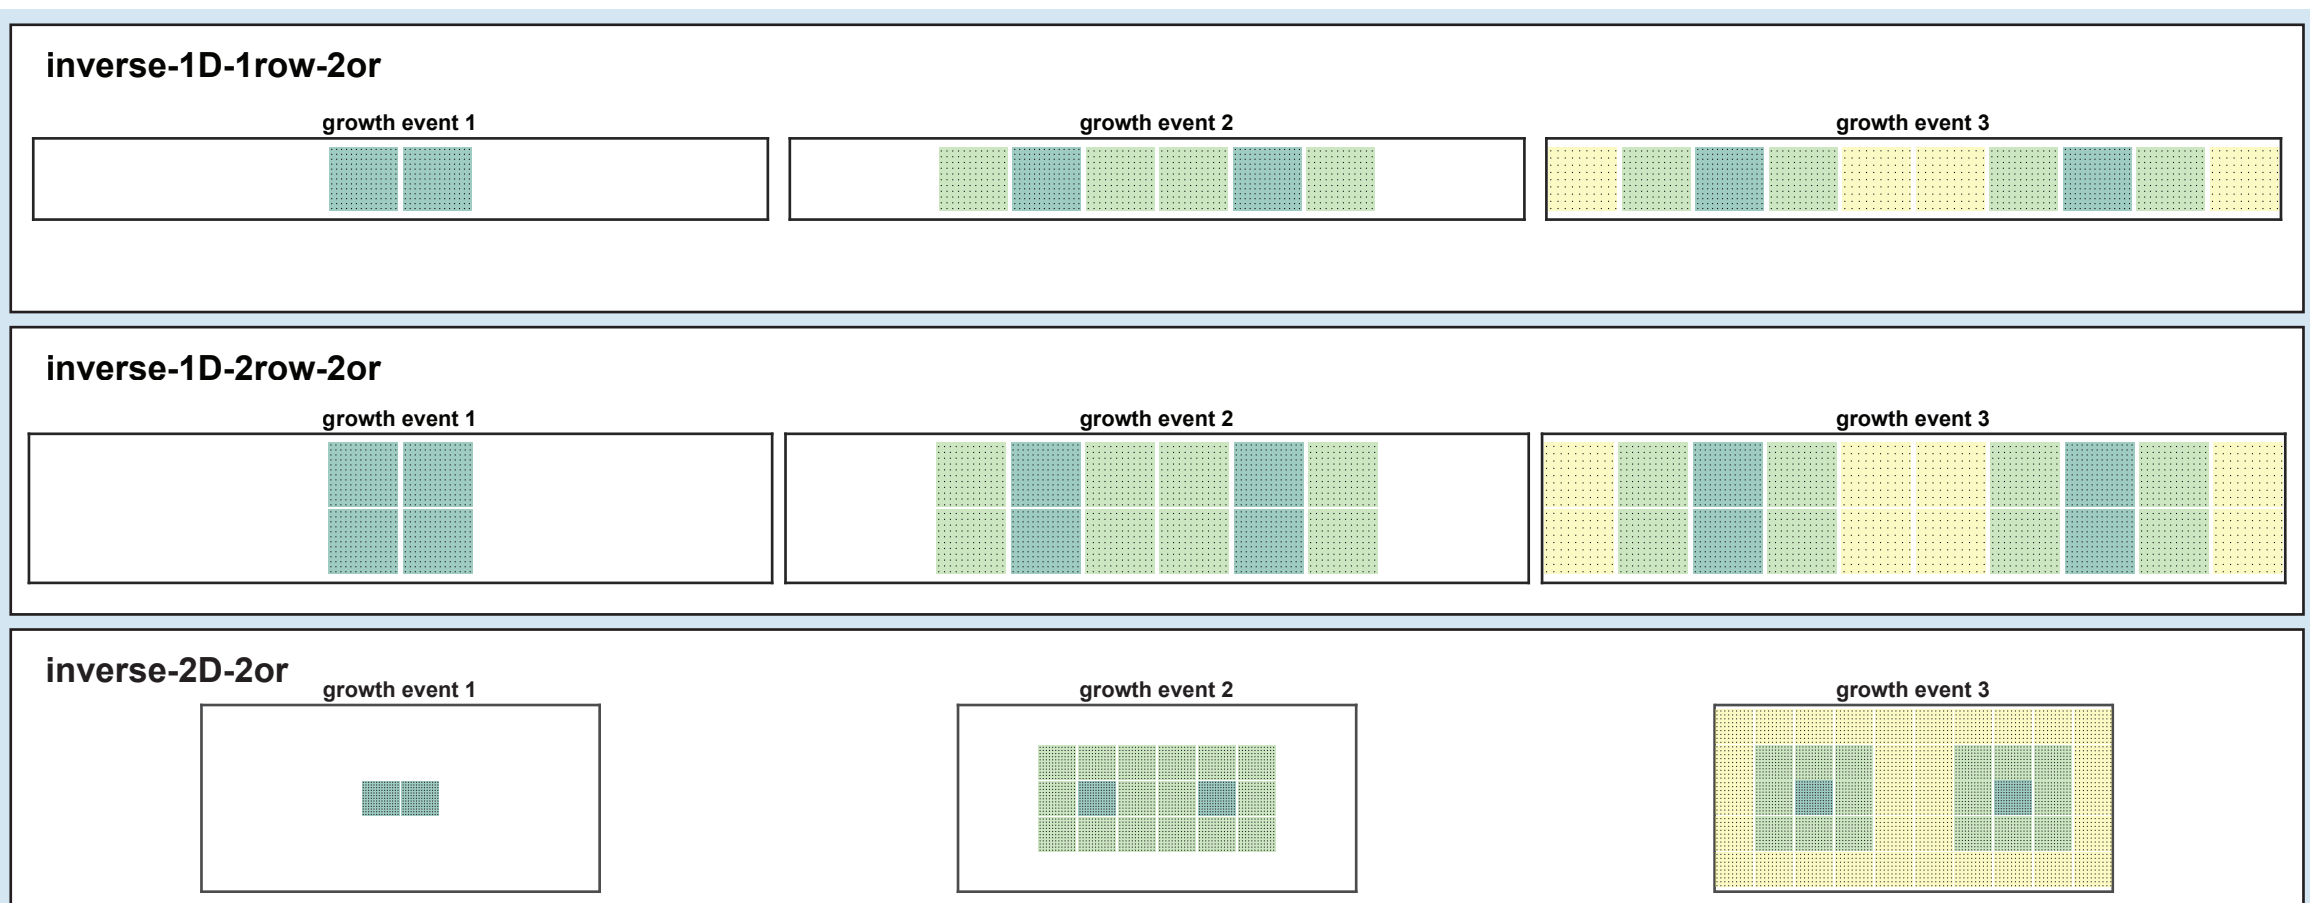 inverse-1D-1row-2or
growth event 1
growth event 2
growth event 3
inverse-1D-2row-2or
growth event 1
growth event 2
growth event 3
inverse-2D-2or
growth event 1
growth event 2
growth event 3